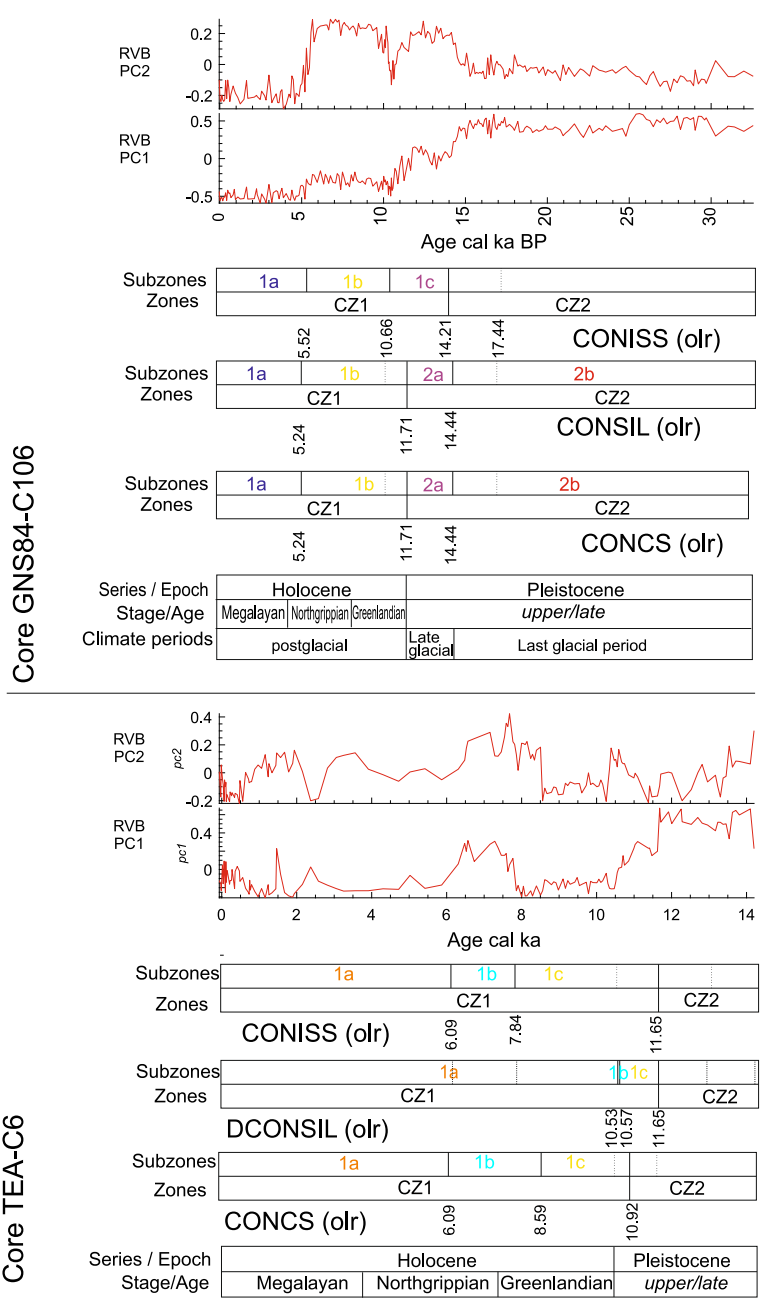 Core GNS84-C106
RVB
PC2
0.2
0
-0.2
RVB
PC1
0.5
0
-0.5
0 5 10 15 20 25 30
Age cal ka BP
Subzones 1a 1b 1c
Zones CZ1 CZ2
5.52 10.66 14.21 17.44
CONISS (olr)
Subzones 1a 1b 2a 2b
Zones CZ1 CZ2
5.24 11.71 14.44
CONSIL (olr)
Subzones 1a 1b 2a 2b
Zones CZ1 CZ2
5.24 11.71 14.44
CONCS (olr)
Series / Epoch Holocene Pleistocene
Stage/Age Megalayan Northgrippian Greenlandian upper/late
Climate periods postglacial Late glacial Last glacial period
Core TEA-C6
RVB
PC2
pc2
0.4
0.2
0
-0.2
RVB
PC1
pc1
0.4
0
0 2 4 6 8 10 12 14
Age cal ka
Subzones 1a 1b 1c
Zones CZ1 CZ2
CONISS (olr)
6.09 7.84 11.65
Subzones 1a 1b 1c
Zones CZ1 CZ2
DCONSIL (olr)
10.53 10.57 11.65
Subzones 1a 1b 1c
Zones CZ1 CZ2
CONCS (olr)
6.09 8.59 10.92
Series / Epoch Holocene Pleistocene
Stage/Age Megalayan Northgrippian Greenlandian upper/late